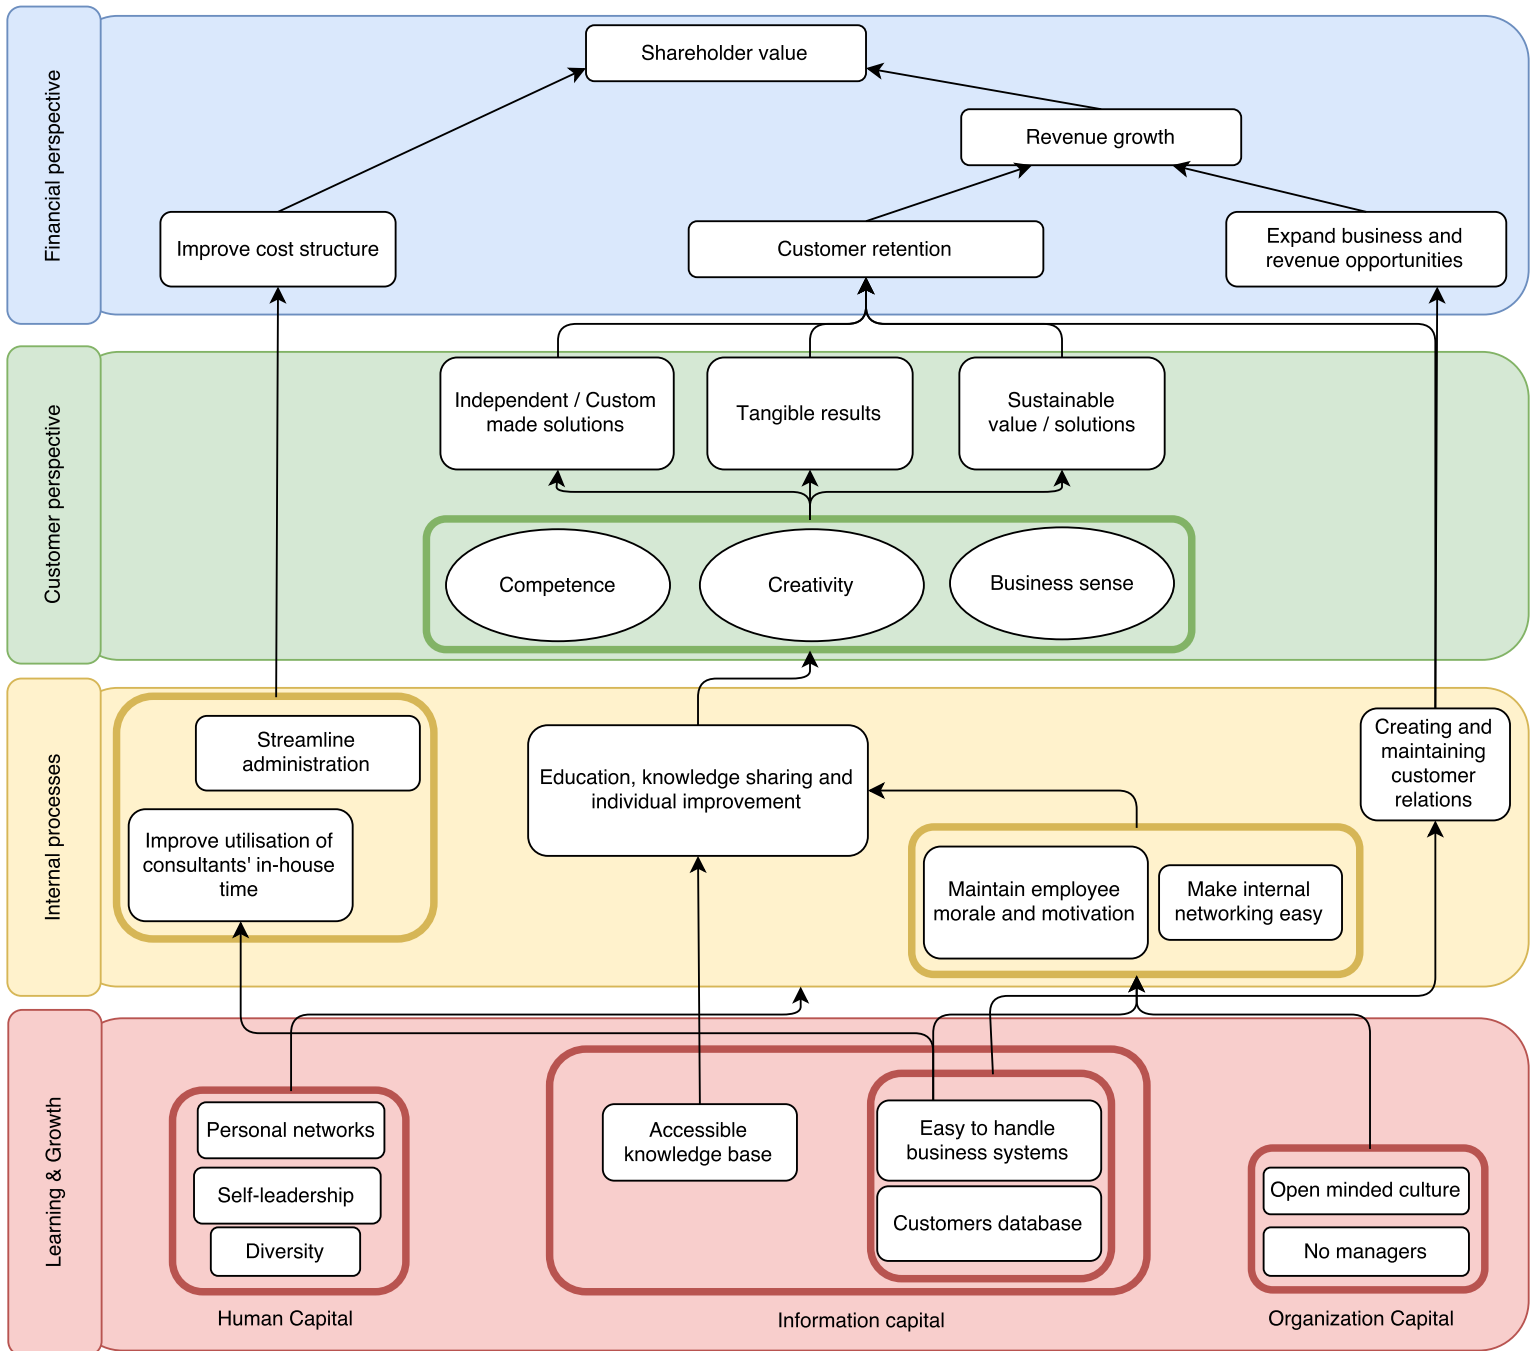 Financial perspective
Shareholder value
Revenue growth
Improve cost structure
Customer retention
Expand business and
revenue opportunities
Customer perspective
Independent / Custom
made solutions
Tangible results
Sustainable
value / solutions
Competence
Creativity
Business sense
Internal processes
Streamline
administration
Improve utilisation of
consultants' in-house
time
Education, knowledge sharing and
individual improvement
Maintain employee
morale and motivation
Make internal
networking easy
Creating and
maintaining
customer
relations
Learning & Growth
Personal networks
Self-leadership
Diversity
Human Capital
Accessible
knowledge base
Easy to handle
business systems
Customers database
Information capital
Open minded culture
No managers
Organization Capital